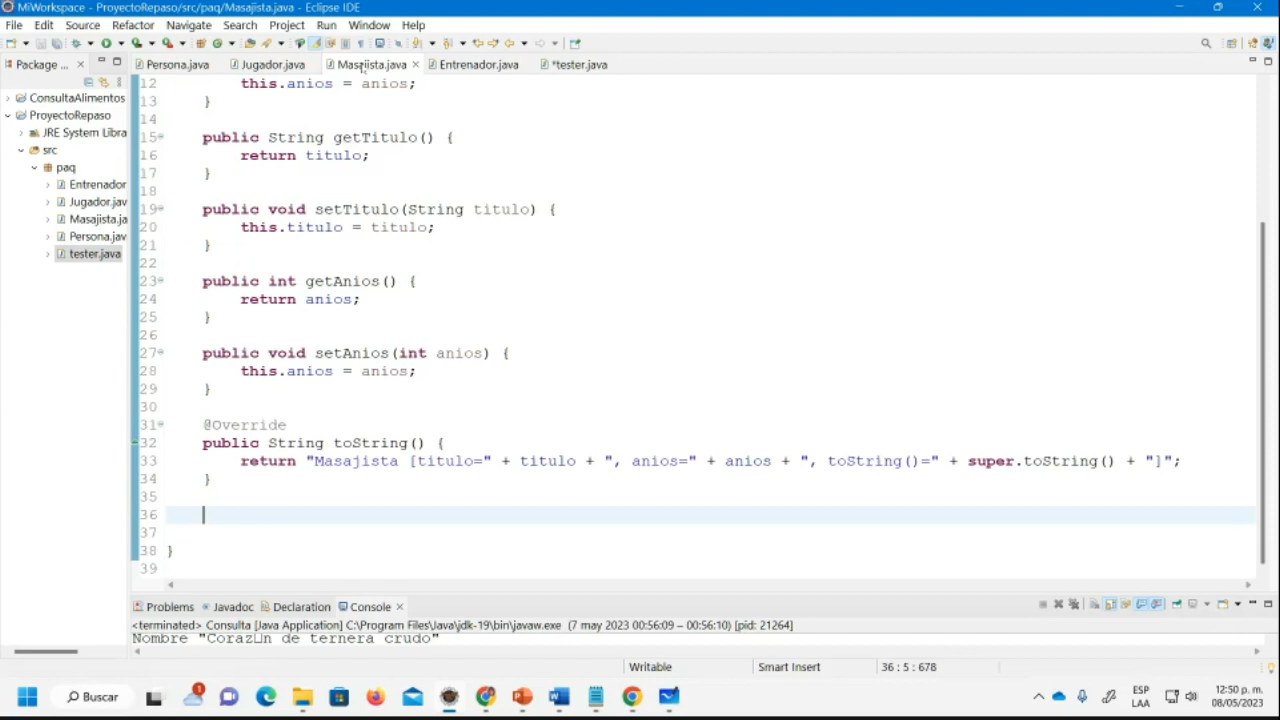 MiWorkspace - ProyectoRepaso/src/paq/Masajista.java - Eclipse IDE
File Edit Source Refactor Navigate Search Project Run Window Help
Package ...
Persona.java Jugador.java Masajista.java Entrenador.java *tester.java
ConsultaAlimentos
ProyectoRepaso
JRE System Libra
src
paq
Entrenador
Jugador.jav
Masajista.ja
Persona.jav
tester.java
12 this.anios = anios;
13 }
14
15 public String getTitulo() {
16 return titulo;
17 }
18
19 public void setTitulo(String titulo) {
20 this.titulo = titulo;
21 }
22
23 public int getAnios() {
24 return anios;
25 }
26
27 public void setAnios(int anios) {
28 this.anios = anios;
29 }
30
31 @Override
32 public String toString() {
33 return "Masajista [titulo=" + titulo + ", anios=" + anios + ", toString()=" + super.toString() + "]";
34 }
35
36
37
38 }
39
Problems Javadoc Declaration Console
<terminated> Consulta [Java Application] C:\Program Files\Java\jdk-19\bin\javaw.exe (7 may 2023 00:56:09 – 00:56:10) [pid: 21264]
Nombre "Coraz□n de ternera crudo"
Writable Smart Insert 36 : 5 : 678
Buscar
1
ESP
LAA
12:50 p. m.
08/05/2023